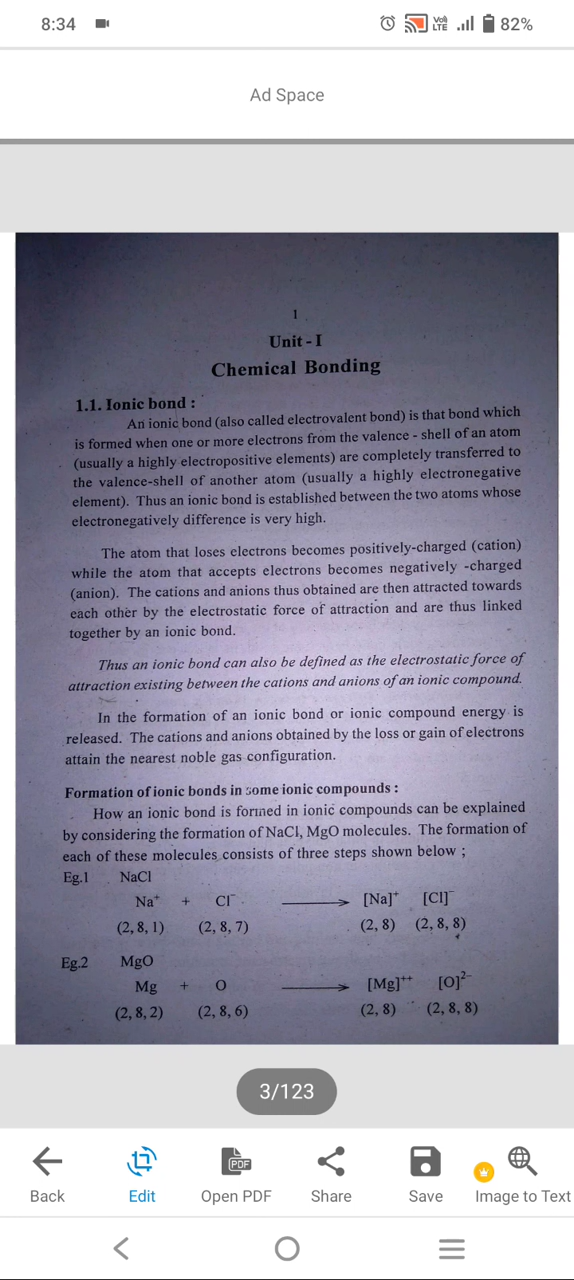 8:34 Vo) LTE 82%
Ad Space
1
Unit - I
Chemical Bonding
1.1. Ionic bond :
An ionic bond (also called electrovalent bond) is that bond which
is formed when one or more electrons from the valence - shell of an atom
(usually a highly electropositive elements) are completely transferred to
the valence-shell of another atom (usually a highly electronegative
element). Thus an ionic bond is established between the two atoms whose
electronegatively difference is very high.
The atom that loses electrons becomes positively-charged (cation)
while the atom that accepts electrons becomes negatively -charged
(anion). The cations and anions thus obtained are then attracted towards
each other by the electrostatic force of attraction and are thus linked
together by an ionic bond.
Thus an ionic bond can also be defined as the electrostatic force of
attraction existing between the cations and anions of an ionic compound.
In the formation of an ionic bond or ionic compound energy is
released. The cations and anions obtained by the loss or gain of electrons
attain the nearest noble gas configuration.
Formation of ionic bonds in some ionic compounds :
How an ionic bond is formed in ionic compounds can be explained
by considering the formation of NaCl, MgO molecules. The formation of
each of these molecules consists of three steps shown below ;
Eg.1 NaCl
Na⁺ + Cl⁻ ⟶ [Na]⁺ [Cl]⁻
(2, 8, 1) (2, 8, 7) (2, 8) (2, 8, 8)
Eg.2 MgO
Mg + O ⟶ [Mg]⁺⁺ [O]²⁻
(2, 8, 2) (2, 8, 6) (2, 8) (2, 8, 8)
3/123
PDF
Back Edit Open PDF Share Save Image to Text